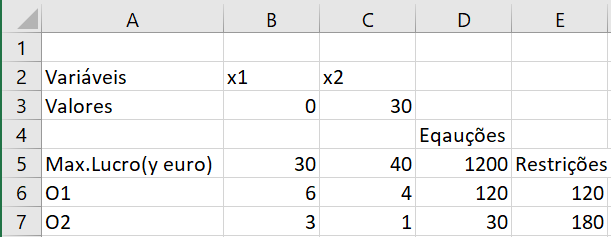 A B C D E
1
2 Variáveis x1 x2
3 Valores 0 30
4 Eqauções
5 Max.Lucro(y euro) 30 40 1200 Restrições
6 O1 6 4 120 120
7 O2 3 1 30 180